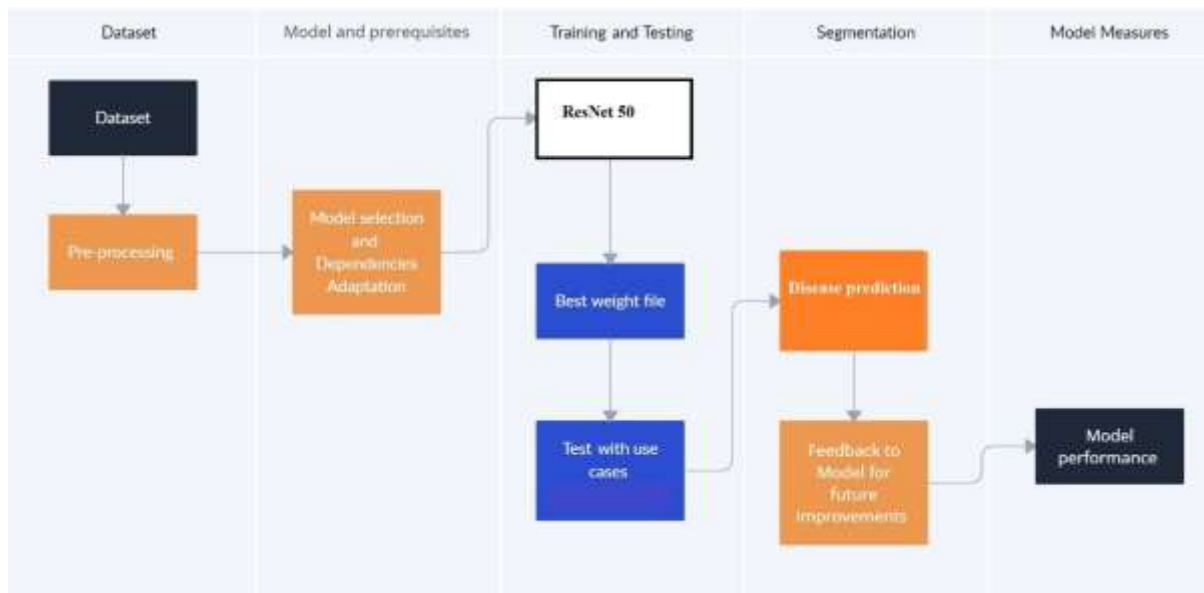 Dataset
Model and prerequisites
Training and Testing
Segmentation
Model Measures
Dataset
Pre-processing
Model selection
and
Dependencies
Adaptation
ResNet 50
Best weight file
Test with use
cases
Disease prediction
Feedback to
Model for
future
improvements
Model
performance